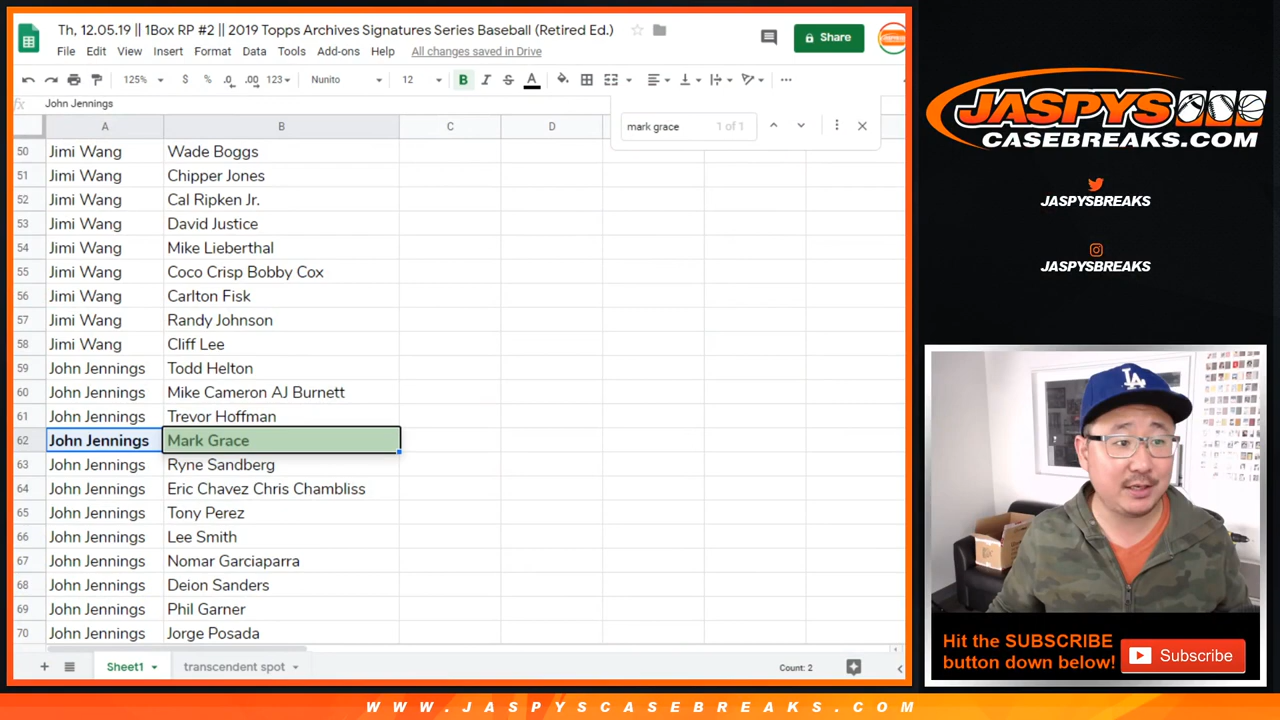 Th, 12.05.19 || 1Box RP #2 || 2019 Topps Archives Signatures Series Baseball (Retired Ed.)
File Edit View Insert Format Data Tools Add-ons Help All changes saved in Drive
Share
125% $ % .0 .00 123 Nunito 12 B I S A
fx John Jennings
mark grace 1 of 1
A B C D
50 Jimi Wang Wade Boggs
51 Jimi Wang Chipper Jones
52 Jimi Wang Cal Ripken Jr.
53 Jimi Wang David Justice
54 Jimi Wang Mike Lieberthal
55 Jimi Wang Coco Crisp Bobby Cox
56 Jimi Wang Carlton Fisk
57 Jimi Wang Randy Johnson
58 Jimi Wang Cliff Lee
59 John Jennings Todd Helton
60 John Jennings Mike Cameron AJ Burnett
61 John Jennings Trevor Hoffman
62 John Jennings Mark Grace
63 John Jennings Ryne Sandberg
64 John Jennings Eric Chavez Chris Chambliss
65 John Jennings Tony Perez
66 John Jennings Lee Smith
67 John Jennings Nomar Garciaparra
68 John Jennings Deion Sanders
69 John Jennings Phil Garner
70 John Jennings Jorge Posada
Sheet1 transcendent spot Count: 2
JASPYS
CASEBREAKS.COM
JASPYSBREAKS
JASPYSBREAKS
LA
Hit the SUBSCRIBE
button down below!
Subscribe
WWW.JASPYSCASEBREAKS.COM